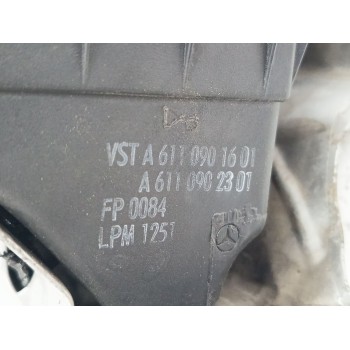 VST A 611 090 16 01
A 611 090 23 01
FP 0084
LPM 1251